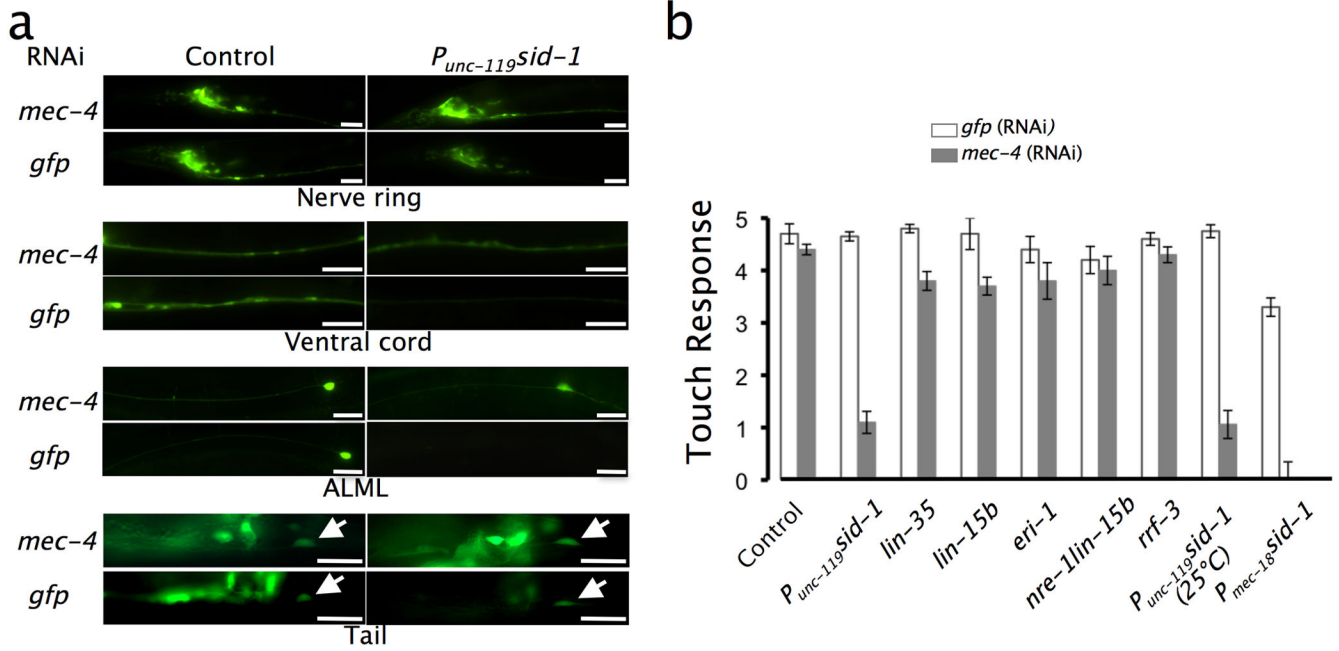 a
RNAi Control Punc-119sid-1
mec-4
gfp
Nerve ring
mec-4
gfp
Ventral cord
mec-4
gfp
ALML
mec-4
gfp
Tail
b
gfp (RNAi)
mec-4 (RNAi)
Touch Response
5
4
3
2
1
0
Control
Punc-119sid-1
lin-35
lin-15b
eri-1
nre-1lin-15b
rrf-3
Punc-119sid-1
(25°C)
Pmec-18sid-1